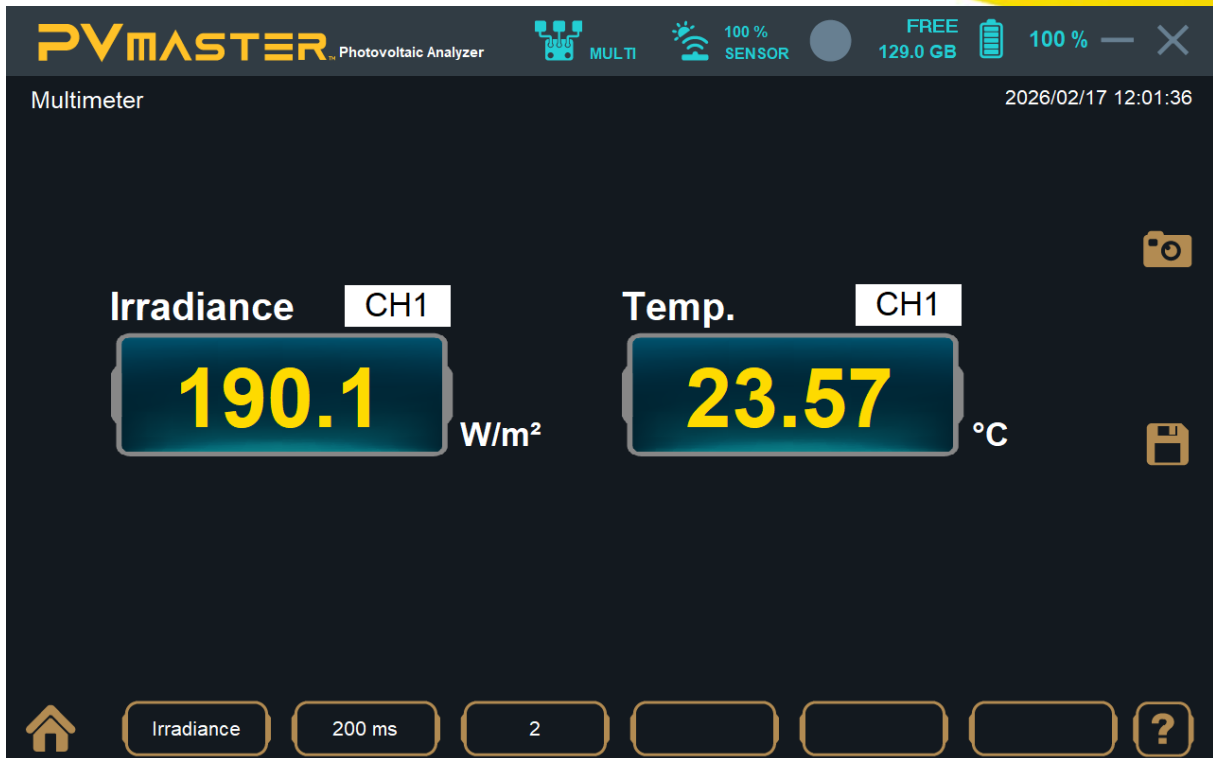 PVMASTER™ Photovoltaic Analyzer
MULTI
100 %
SENSOR
FREE
129.0 GB
100 %
Multimeter
2026/02/17 12:01:36
Irradiance CH1
190.1 W/m²
Temp. CH1
23.57 °C
Irradiance
200 ms
2
?